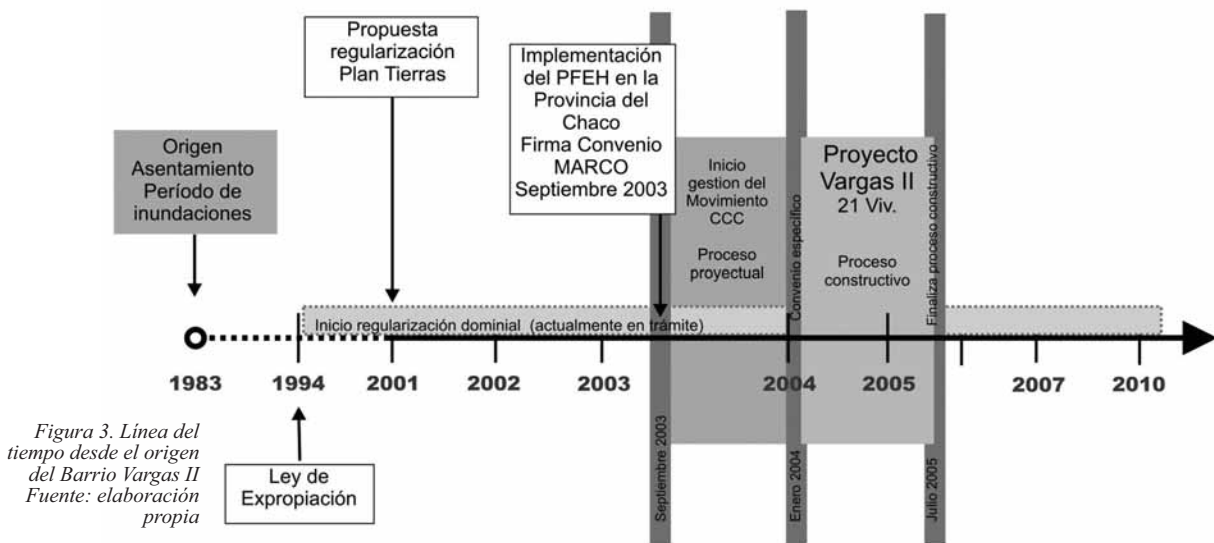 Propuesta
regularización
Plan Tierras
Implementación
del PFEH en la
Provincia del
Chaco
Firma Convenio
MARCO
Septiembre 2003
Origen
Asentamiento
Período de
inundaciones
Inicio
gestion del
Movimiento
CCC
Proceso
proyectual
Convenio específico
Proyecto
Vargas II
21 Viv.
Proceso
constructivo
Finaliza proceso constructivo
Inicio regularización dominial (actualmente en trámite)
1983
1994
2001
2002
2003
2004
2005
2007
2010
Ley de
Expropiación
Septiembre 2003
Enero 2004
Julio 2005
Figura 3. Línea del
tiempo desde el origen
del Barrio Vargas II
Fuente: elaboración
propia